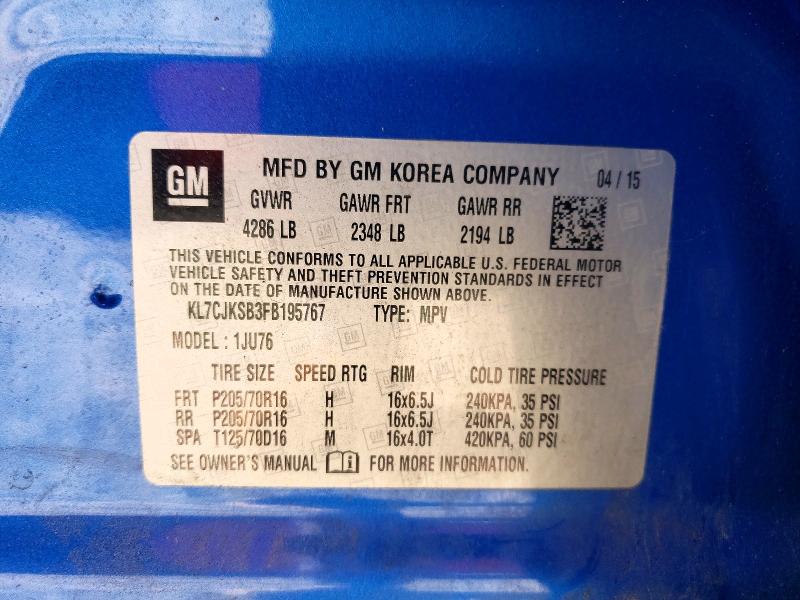 GM MFD BY GM KOREA COMPANY 04 / 15
GVWR GAWR FRT GAWR RR
4286 LB 2348 LB 2194 LB
THIS VEHICLE CONFORMS TO ALL APPLICABLE U.S. FEDERAL MOTOR
VEHICLE SAFETY AND THEFT PREVENTION STANDARDS IN EFFECT
ON THE DATE OF MANUFACTURE SHOWN ABOVE.
KL7CJKSB3FB195767 TYPE: MPV
MODEL : 1JU76
TIRE SIZE SPEED RTG RIM COLD TIRE PRESSURE
FRT P205/70R16 H 16x6.5J 240KPA, 35 PSI
RR P205/70R16 H 16x6.5J 240KPA, 35 PSI
SPA T125/70D16 M 16x4.0T 420KPA, 60 PSI
SEE OWNER'S MANUAL FOR MORE INFORMATION.